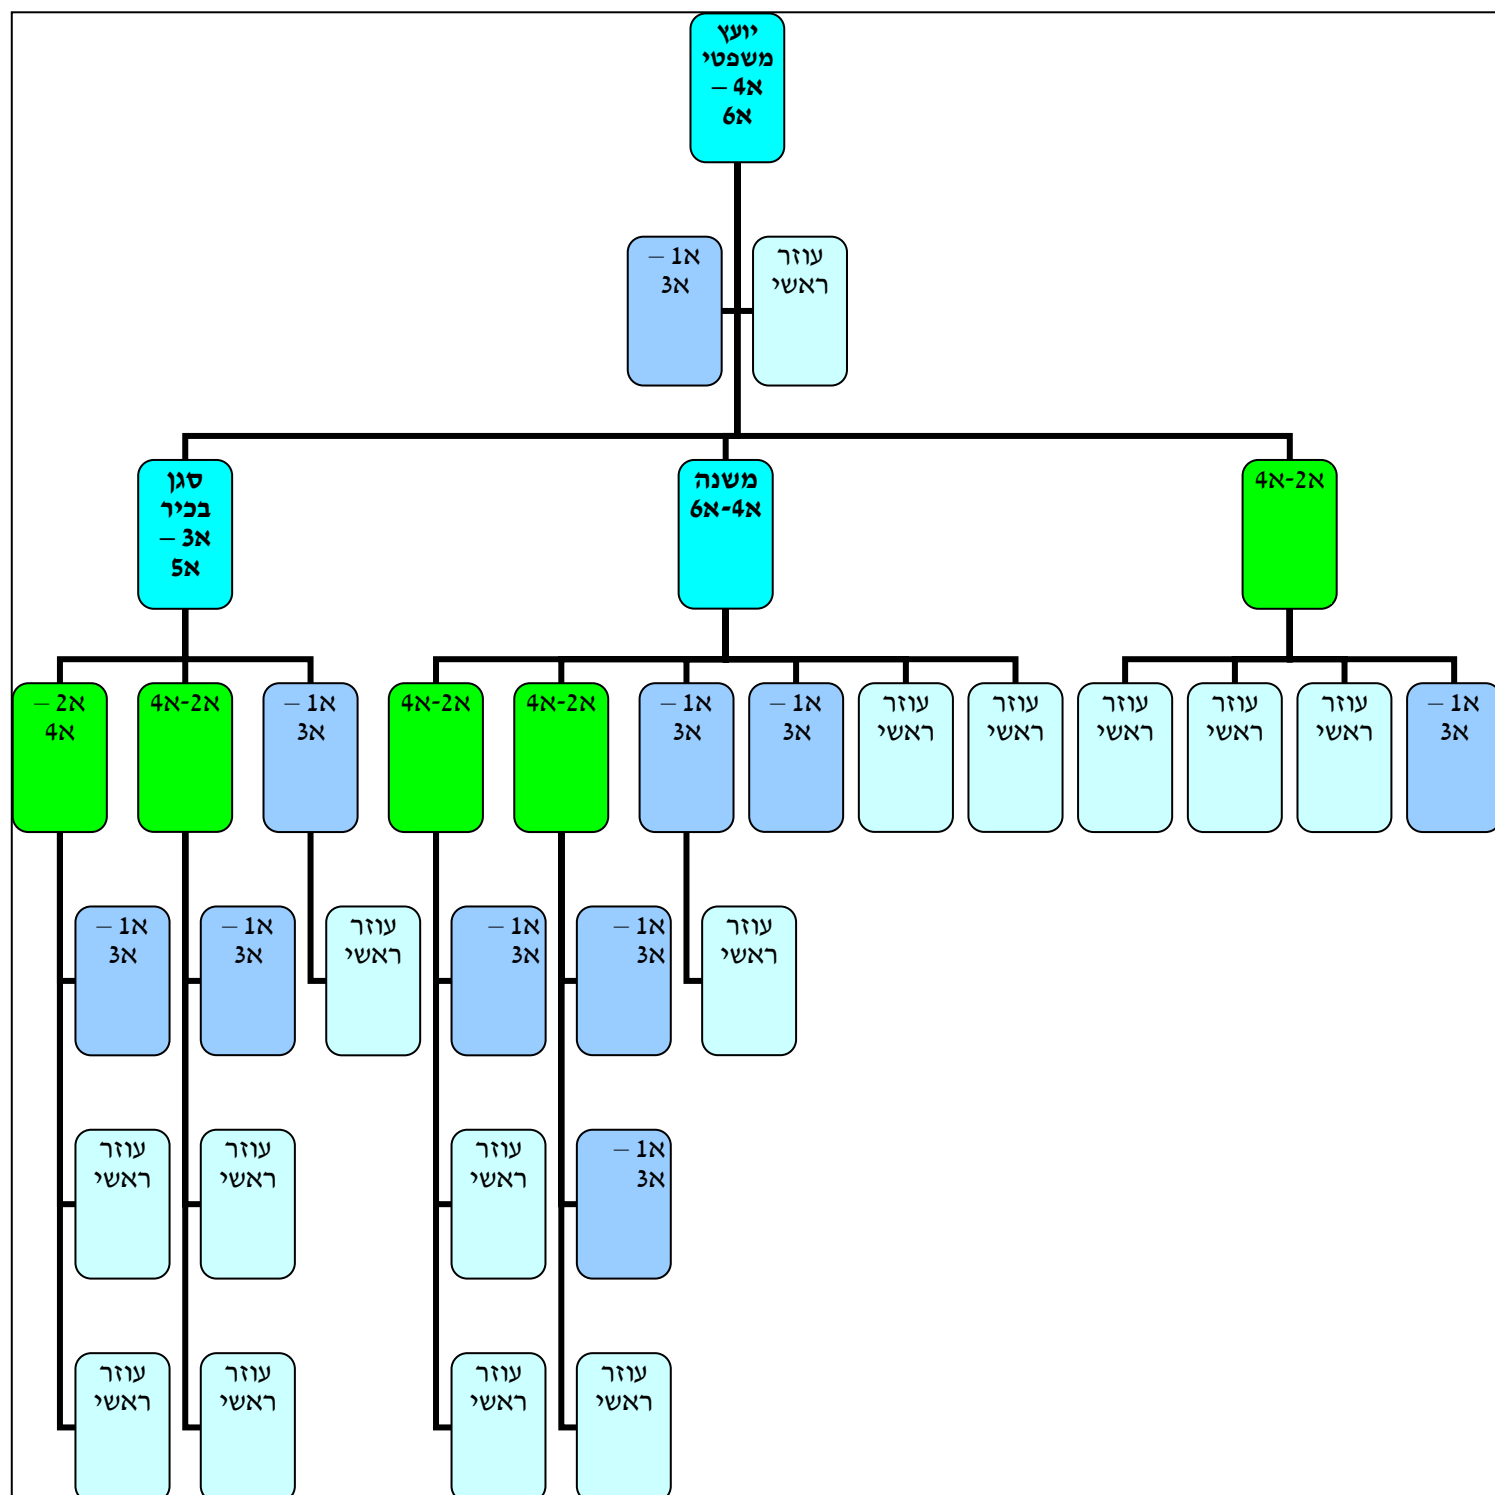 יועץ
משפטי
א4 –
א6
עוזר
ראשי
א1 –
א3
א2-א4
משנה
א4-א6
סגן
בכיר
א3 –
א5
א1 –
א3
עוזר
ראשי
עוזר
ראשי
עוזר
ראשי
עוזר
ראשי
עוזר
ראשי
א1 –
א3
א1 –
א3
א2-א4
א2-א4
א1 –
א3
א2-א4
א2 –
א4
עוזר
ראשי
א1 –
א3
א1 –
א3
עוזר
ראשי
א1 –
א3
א1 –
א3
א1 –
א3
עוזר
ראשי
עוזר
ראשי
עוזר
ראשי
עוזר
ראשי
עוזר
ראשי
עוזר
ראשי
עוזר
ראשי